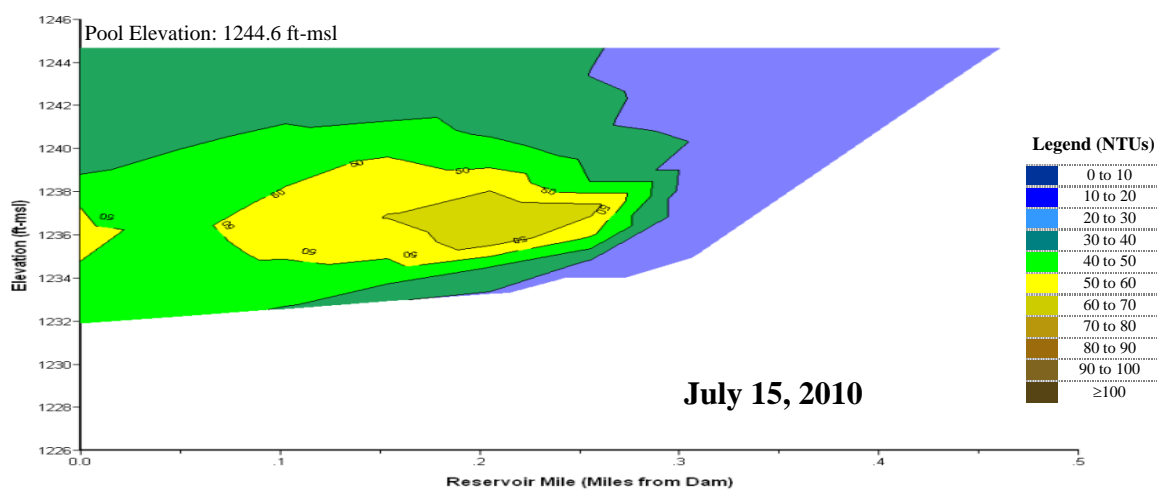 Pool Elevation: 1244.6 ft-msl
1246
1244
1242
1240
1238
1236
1234
1232
1230
1228
1226
Elevation (ft-msl)
50
50
50
50
50
50
50
50
50
0.0
.1
.2
.3
.4
.5
Reservoir Mile (Miles from Dam)
July 15, 2010
Legend (NTUs)
0 to 10
10 to 20
20 to 30
30 to 40
40 to 50
50 to 60
60 to 70
70 to 80
80 to 90
90 to 100
≥100